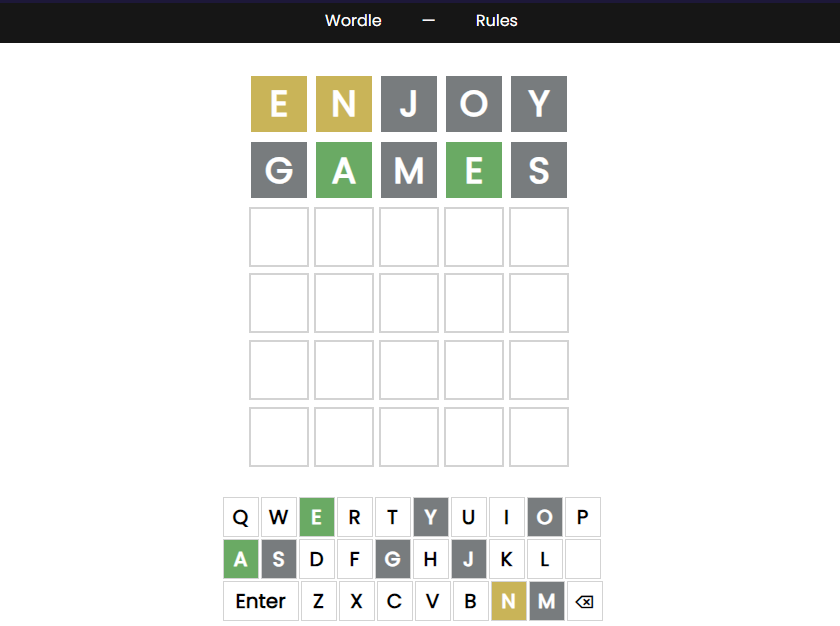 Wordle — Rules
E N J O Y
G A M E S
Q W E R T Y U I O P
A S D F G H J K L
Enter Z X C V B N M